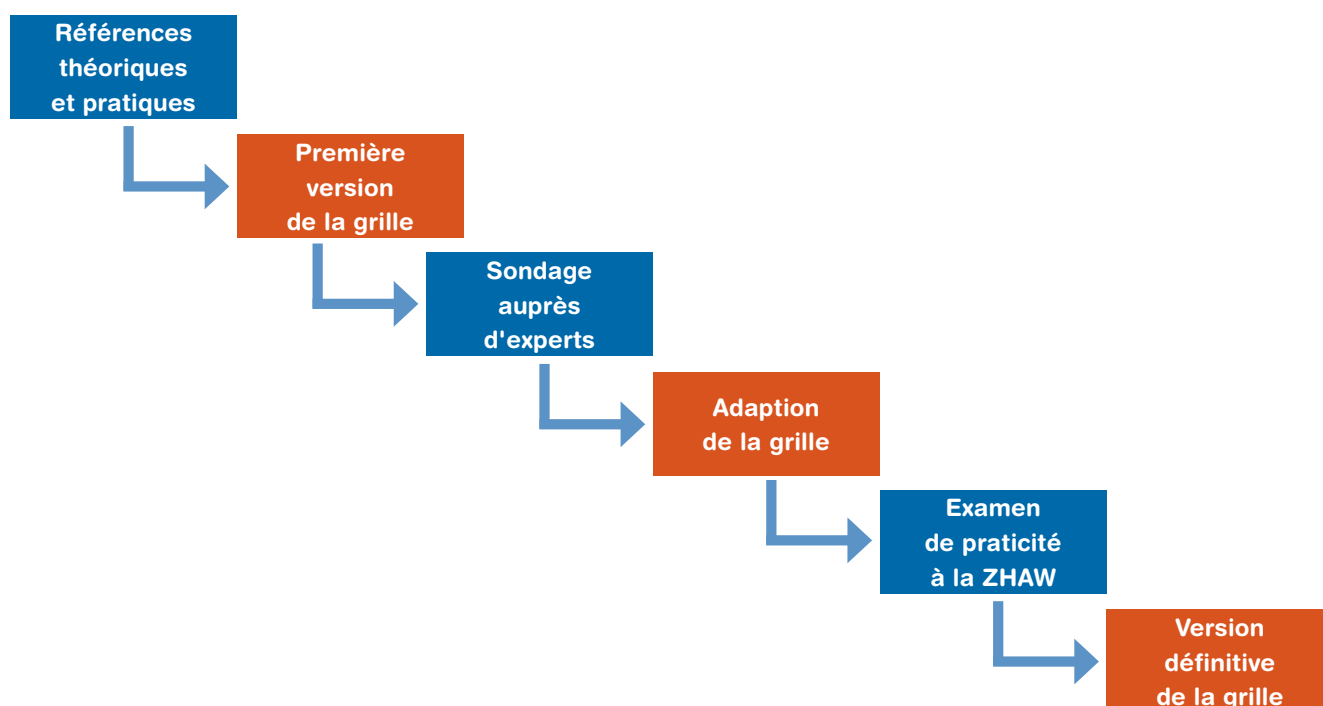 Références
théoriques
et pratiques
Première
version
de la grille
Sondage
auprès
d'experts
Adaption
de la grille
Examen
de praticité
à la ZHAW
Version
définitive
de la grille